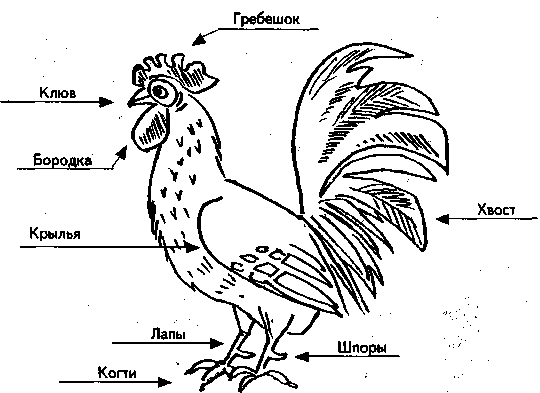 Гребешок
Клюв
Бородка
Хвост
Крылья
Лапы
Шпоры
Когти